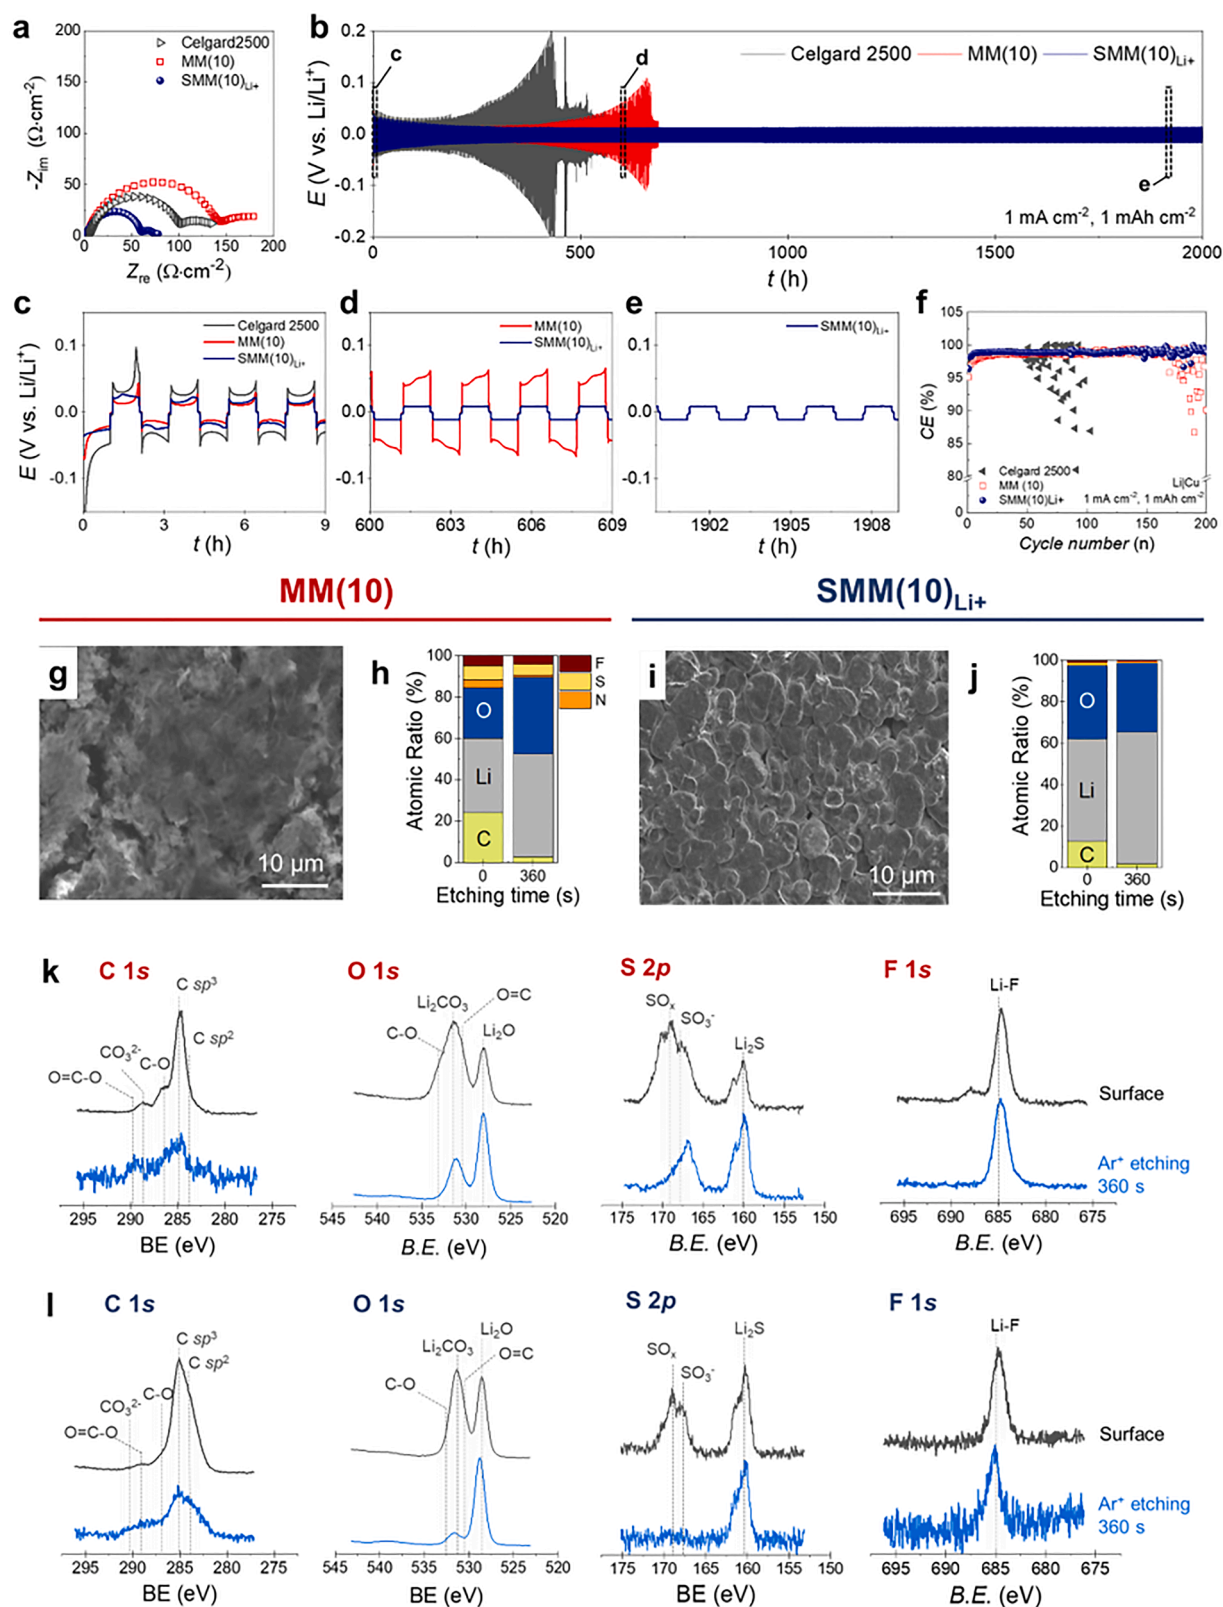 a
200
150
100
50
0
-Zim (Ω·cm-2)
Celgard2500
MM(10)
SMM(10)Li+
0 50 100 150 200
Zre (Ω·cm-2)
b
0.2
0.1
0.0
-0.1
-0.2
E (V vs. Li/Li+)
c
d
e
Celgard 2500 MM(10) SMM(10)Li+
1 mA cm-2, 1 mAh cm-2
0 500 1000 1500 2000
t (h)
c
0.1
0.0
-0.1
E (V vs. Li/Li+)
Celgard 2500
MM(10)
SMM(10)Li+
0 3 6 9
t (h)
d
0.1
0.0
-0.1
MM(10)
SMM(10)Li+
600 603 606 609
t (h)
e
0.1
0.0
-0.1
SMM(10)Li+
1902 1905 1908
t (h)
f
105
100
95
90
85
80
0
CE (%)
Celgard 2500
MM (10)
SMM(10)Li+
Li|Cu
1 mA cm-2, 1 mAh cm-2
0 50 100 150 200
Cycle number (n)
MM(10)
SMM(10)Li+
g
10 µm
h
100
80
60
40
20
0
Atomic Ratio (%)
F
S
N
O
Li
C
0 360
Etching time (s)
i
10 µm
j
100
80
60
40
20
0
Atomic Ratio (%)
O
Li
C
0 360
Etching time (s)
k
C 1s
C sp3
C sp2
CO32-
C-O
O=C-O
295 290 285 280 275
BE (eV)
O 1s
Li2CO3
O=C
C-O
Li2O
545 540 535 530 525 520
B.E. (eV)
S 2p
SOx
SO3-
Li2S
175 170 165 160 155 150
B.E. (eV)
F 1s
Li-F
Surface
Ar+ etching
360 s
695 690 685 680 675
B.E. (eV)
l
C 1s
C sp3
C sp2
C-O
CO32-
O=C-O
295 290 285 280 275
BE (eV)
O 1s
Li2O
Li2CO3
O=C
C-O
545 540 535 530 525 520
BE (eV)
S 2p
Li2S
SOx
SO3-
175 170 165 160 155 150
BE (eV)
F 1s
Li-F
Surface
Ar+ etching
360 s
695 690 685 680 675
B.E. (eV)